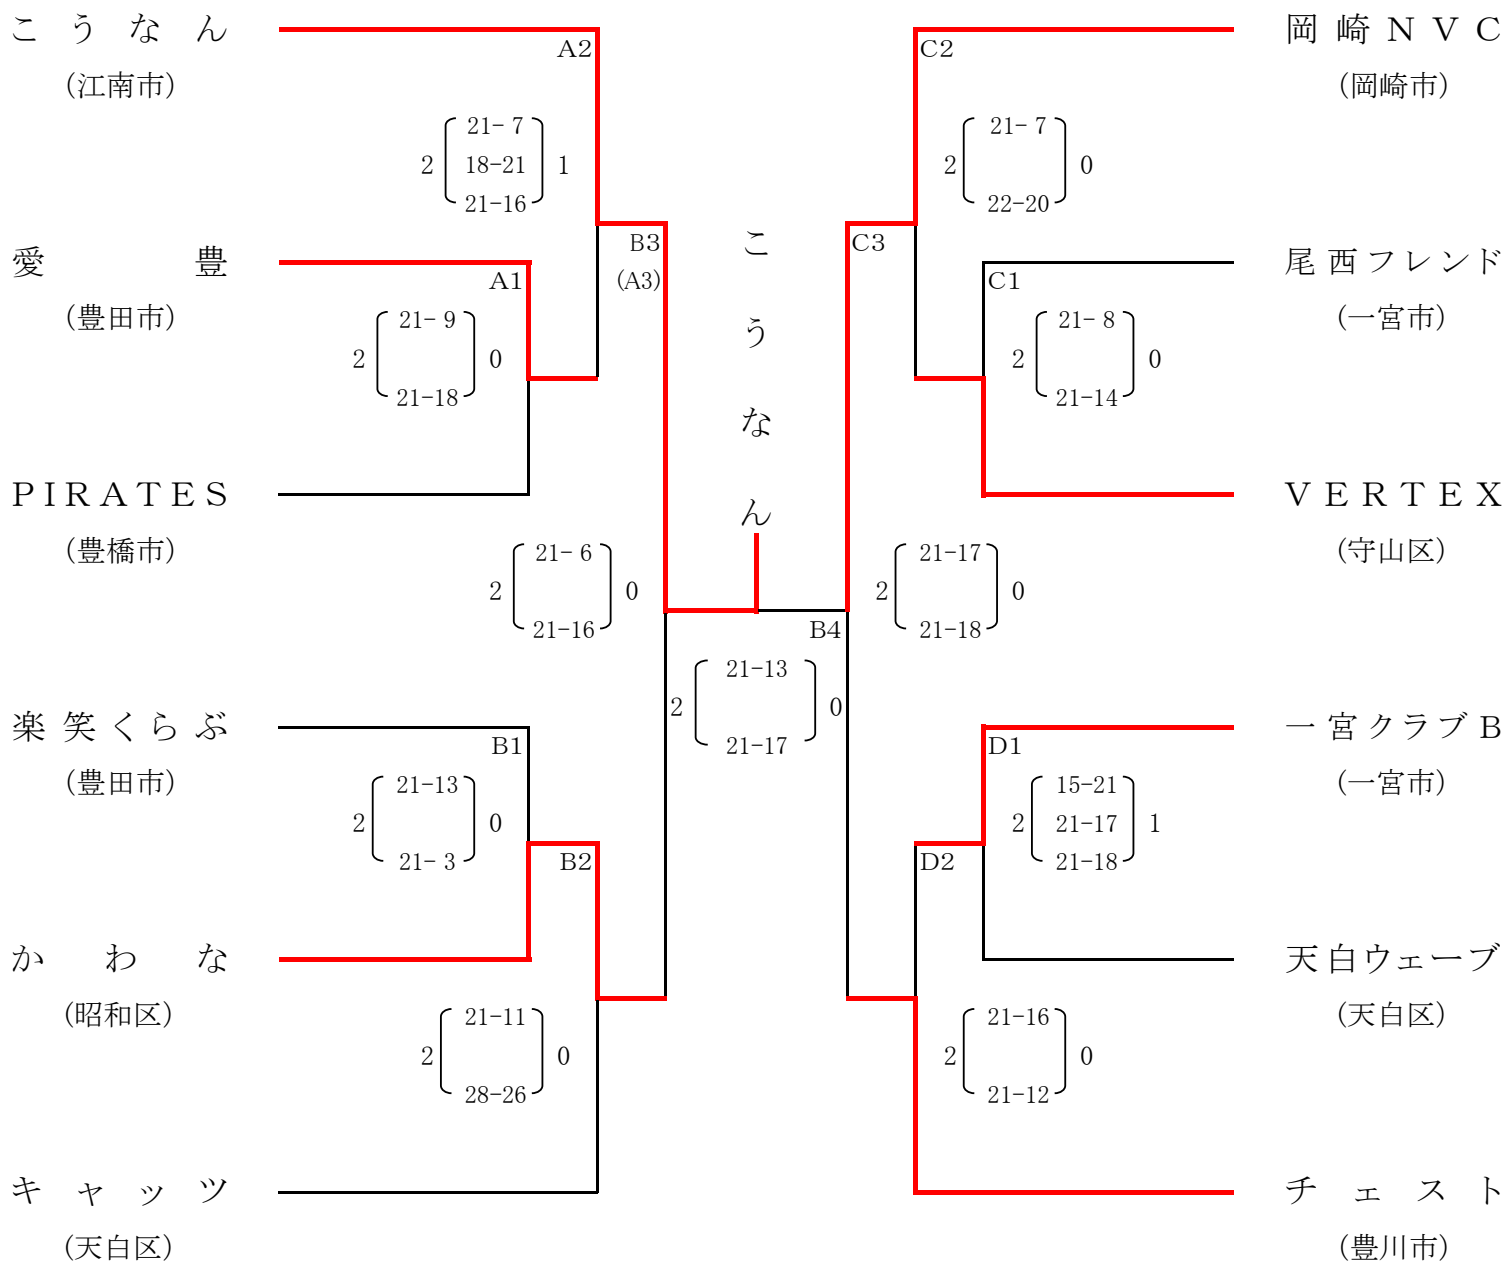 こうなん
(江南市)
A2
21- 7
2 18-21 1
21-16
愛豊
(豊田市)
A1
21- 9
2 0
21-18
B3
(A3)
PIRATES
(豊橋市)
21- 6
2 0
21-16
楽笑くらぶ
(豊田市)
B1
21-13
2 0
21- 3
かわな
(昭和区)
B2
21-11
2 0
28-26
キャッツ
(天白区)
こうなん
B4
21-13
2 0
21-17
岡崎NVC
(岡崎市)
C2
21- 7
2 0
22-20
C3
尾西フレンド
(一宮市)
C1
21- 8
2 0
21-14
VERTEX
(守山区)
21-17
2 0
21-18
一宮クラブB
(一宮市)
D1
15-21
2 21-17 1
21-18
天白ウェーブ
(天白区)
D2
21-16
2 0
21-12
チェスト
(豊川市)